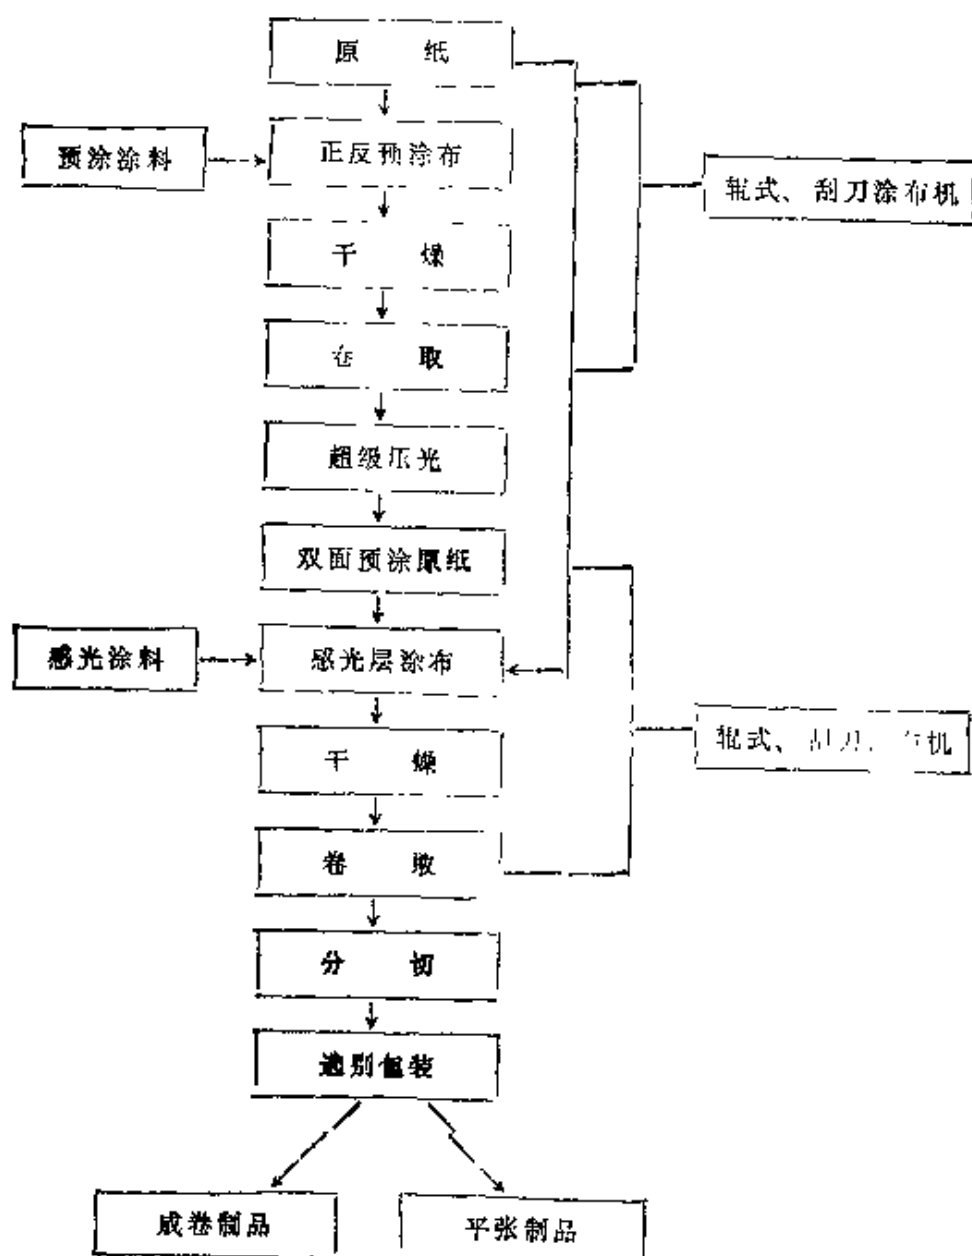 原 纸
预涂涂料
正反预涂布
辊式、刮刀涂布机
干 燥
卷 取
超级压光
双面预涂原纸
感光涂料
感光层涂布
辊式、刮刀 布机
干 燥
卷 取
分 切
选别包装
成卷制品
平张制品